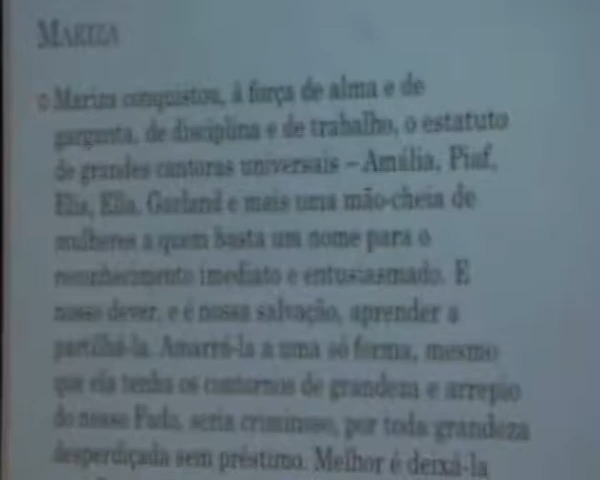 MARIZA
Mariza conquistou, à força de alma e de
garganta, de disciplina e de trabalho, o estatuto
de grandes cantoras universais – Amália, Piaf,
Elis, Ella, Garland e mais uma mão-cheia de
mulheres a quem basta um nome para o
reconhecimento imediato e entusiasmado. E
nosso dever, e é nossa salvação, aprender a
partilhá-la. Amarrá-la a uma só forma, mesmo
que ela tenha os contornos de grandeza e arrepio
do nosso Fado, seria criminoso, por toda grandeza
desperdiçada sem préstimo. Melhor é deixá-la